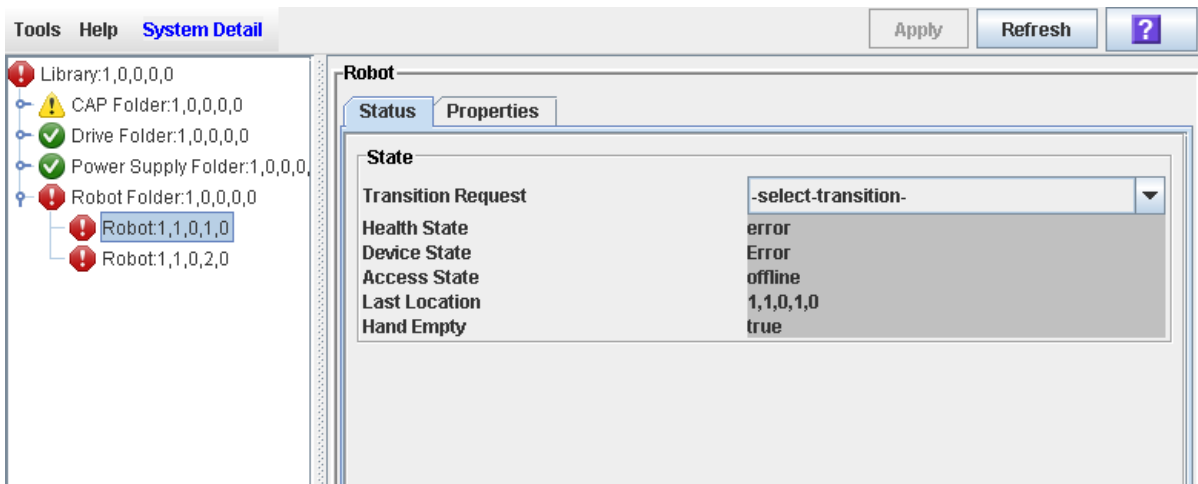 Tools Help System Detail Apply Refresh ?
Library:1,0,0,0,0
CAP Folder:1,0,0,0,0
Drive Folder:1,0,0,0,0
Power Supply Folder:1,0,0,0,
Robot Folder:1,0,0,0,0
Robot:1,1,0,1,0
Robot:1,1,0,2,0
Robot
Status Properties
State
Transition Request -select-transition-
Health State error
Device State Error
Access State offline
Last Location 1,1,0,1,0
Hand Empty true